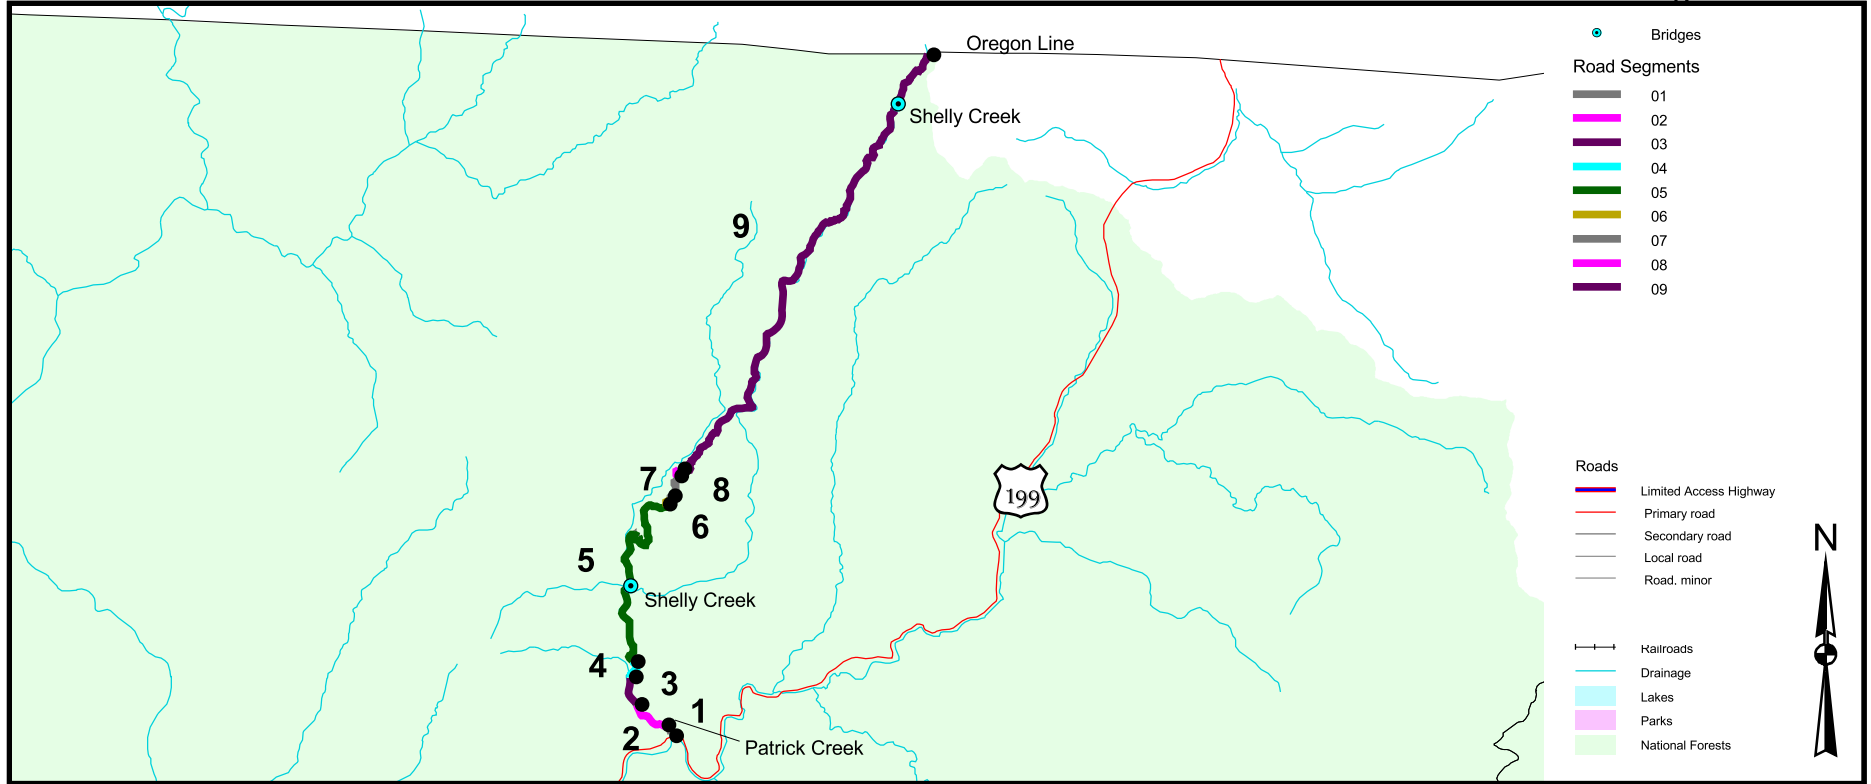 Oregon Line
Shelly Creek
9
7
8
6
5
Shelly Creek
4
3
1
2
Patrick Creek
199
Bridges
Road Segments
01
02
03
04
05
06
07
08
09
Roads
Limited Access Highway
Primary road
Secondary road
Local road
Road. minor
Railroads
Drainage
Lakes
Parks
National Forests
N